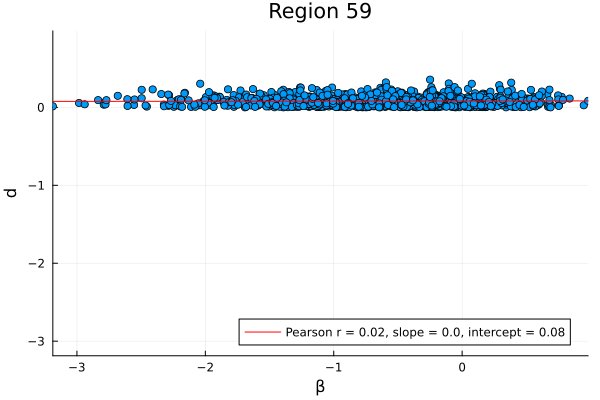 Region 59
0
−1
−2
−3
d
Pearson r = 0.02, slope = 0.0, intercept = 0.08
−3 −2 −1 0
β